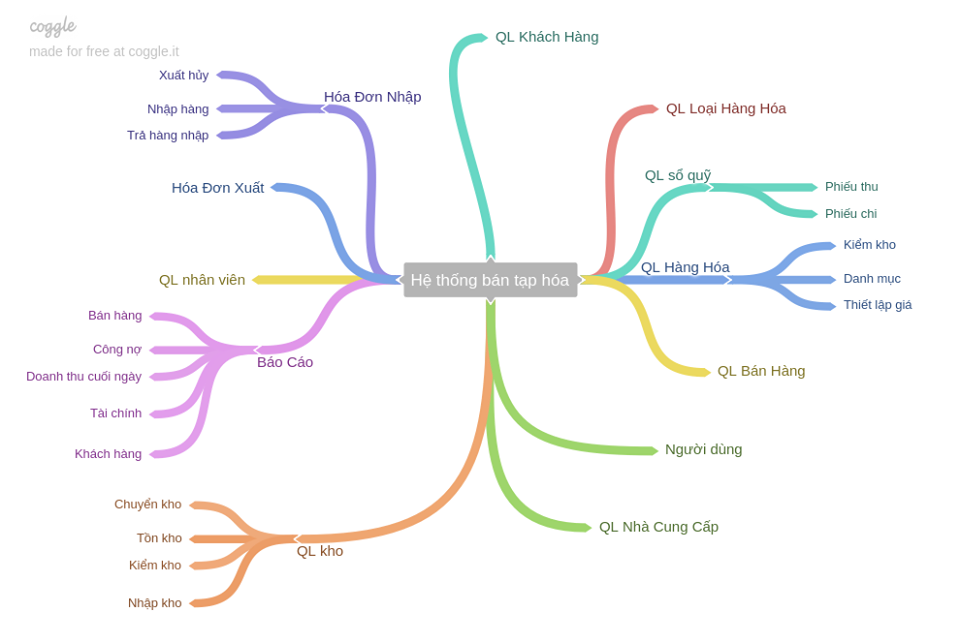 coggle
made for free at coggle.it
QL Khách Hàng
Hóa Đơn Nhập
Xuất hủy
Nhập hàng
Trả hàng nhập
Hóa Đơn Xuất
QL nhân viên
Báo Cáo
Bán hàng
Công nợ
Doanh thu cuối ngày
Tài chính
Khách hàng
QL kho
Chuyển kho
Tồn kho
Kiểm kho
Nhập kho
Hệ thống bán tạp hóa
QL Loại Hàng Hóa
QL sổ quỹ
Phiếu thu
Phiếu chi
QL Hàng Hóa
Kiểm kho
Danh mục
Thiết lập giá
QL Bán Hàng
Người dùng
QL Nhà Cung Cấp